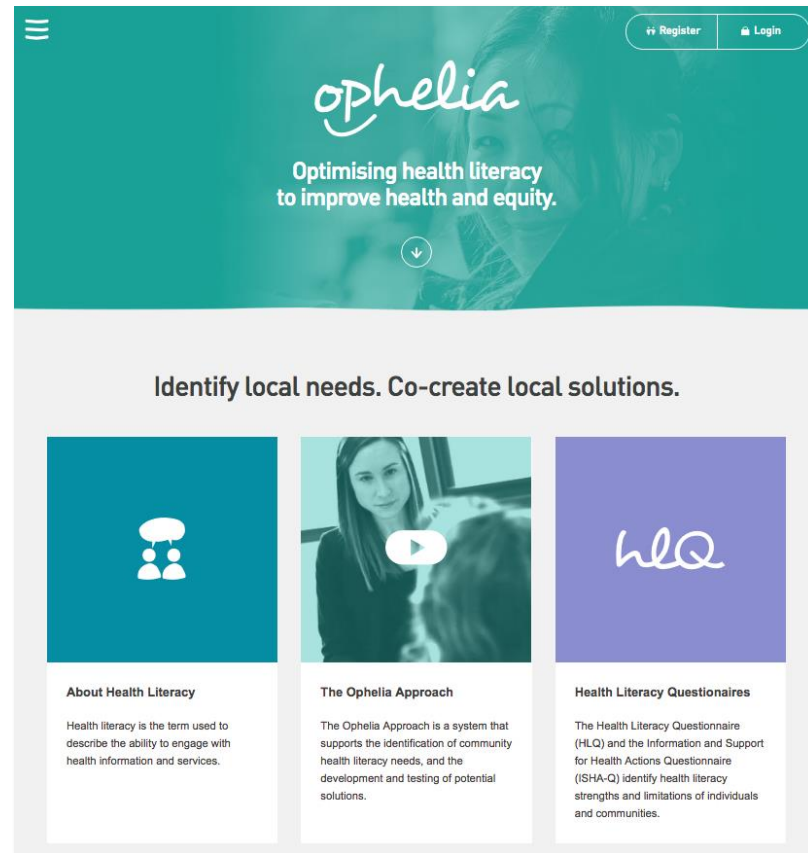 Register
Login
ophelia
Optimising health literacy
to improve health and equity.
Identify local needs. Co-create local solutions.
hlQ
About Health Literacy
Health literacy is the term used to
describe the ability to engage with
health information and services.
The Ophelia Approach
The Ophelia Approach is a system that
supports the identification of community
health literacy needs, and the
development and testing of potential
solutions.
Health Literacy Questionaires
The Health Literacy Questionnaire
(HLQ) and the Information and Support
for Health Actions Questionnaire
(ISHA-Q) identify health literacy
strengths and limitations of individuals
and communities.